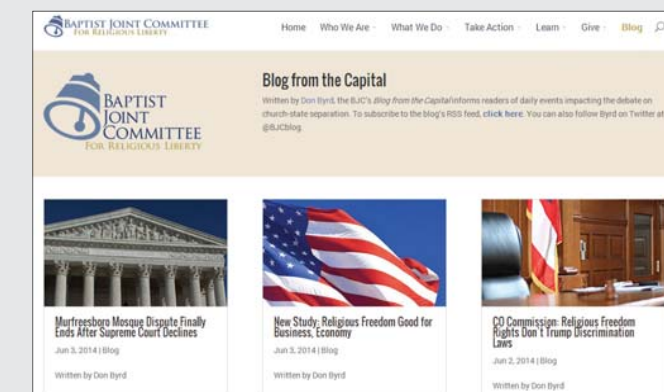 BAPTIST JOINT COMMITTEE
FOR RELIGIOUS LIBERTY
Home Who We Are What We Do Take Action Learn Give Blog
BAPTIST
JOINT
COMMITTEE
FOR RELIGIOUS LIBERTY
Blog from the Capital
Written by Don Byrd, the BJC's Blog from the Capital informs readers of daily events impacting the debate on
church-state separation. To subscribe to the blog's RSS feed, click here. You can also follow Byrd on Twitter at
@BJCblog.
Murfreesboro Mosque Dispute Finally
Ends After Supreme Court Declines
Jun 3, 2014 | Blog
Written by Don Byrd
New Study: Religious Freedom Good for
Business, Economy
Jun 3, 2014 | Blog
Written by Don Byrd
CO Commission: Religious Freedom
Rights Don't Trump Discrimination
Laws
Jun 2, 2014 | Blog
Written by Don Byrd